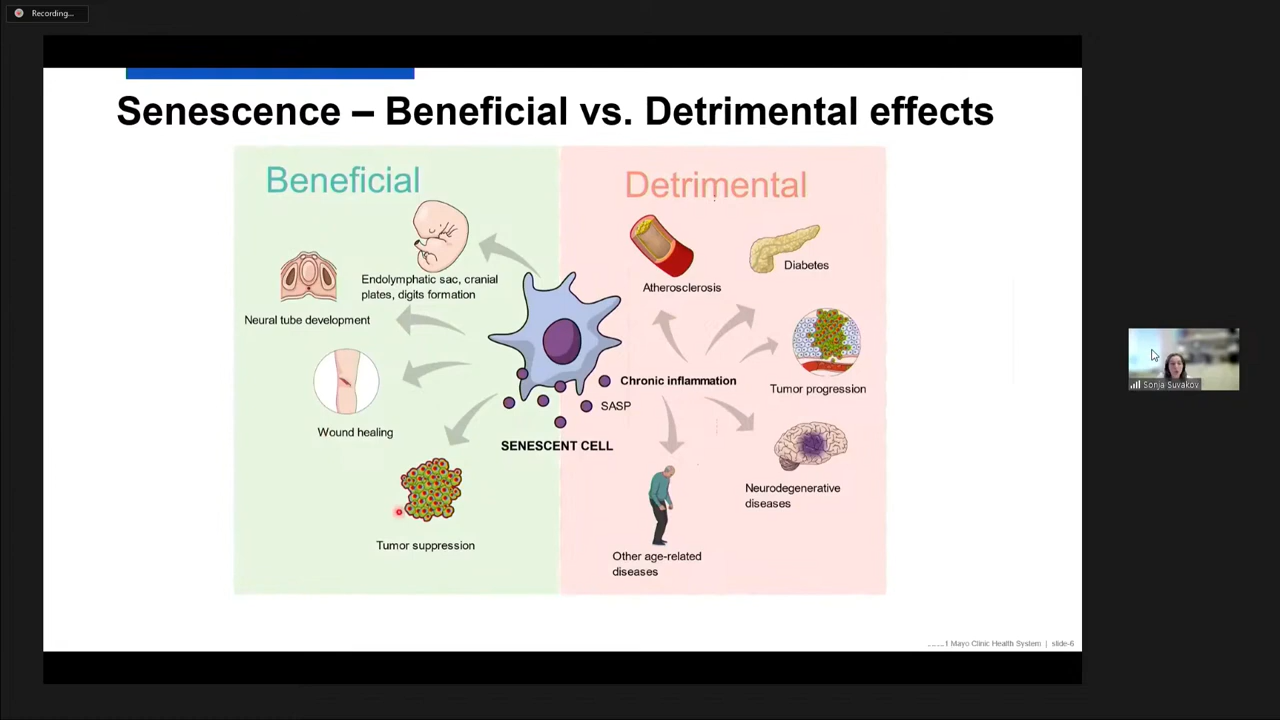 Recording...
Senescence – Beneficial vs. Detrimental effects
Beneficial
Endolymphatic sac, cranial
plates, digits formation
Neural tube development
Wound healing
Tumor suppression
SENESCENT CELL
Detrimental
Atherosclerosis
Diabetes
Tumor progression
Chronic inflammation
SASP
Neurodegenerative
diseases
Other age-related
diseases
Mayo Clinic Health System | slide-6
Sonja Suvakov